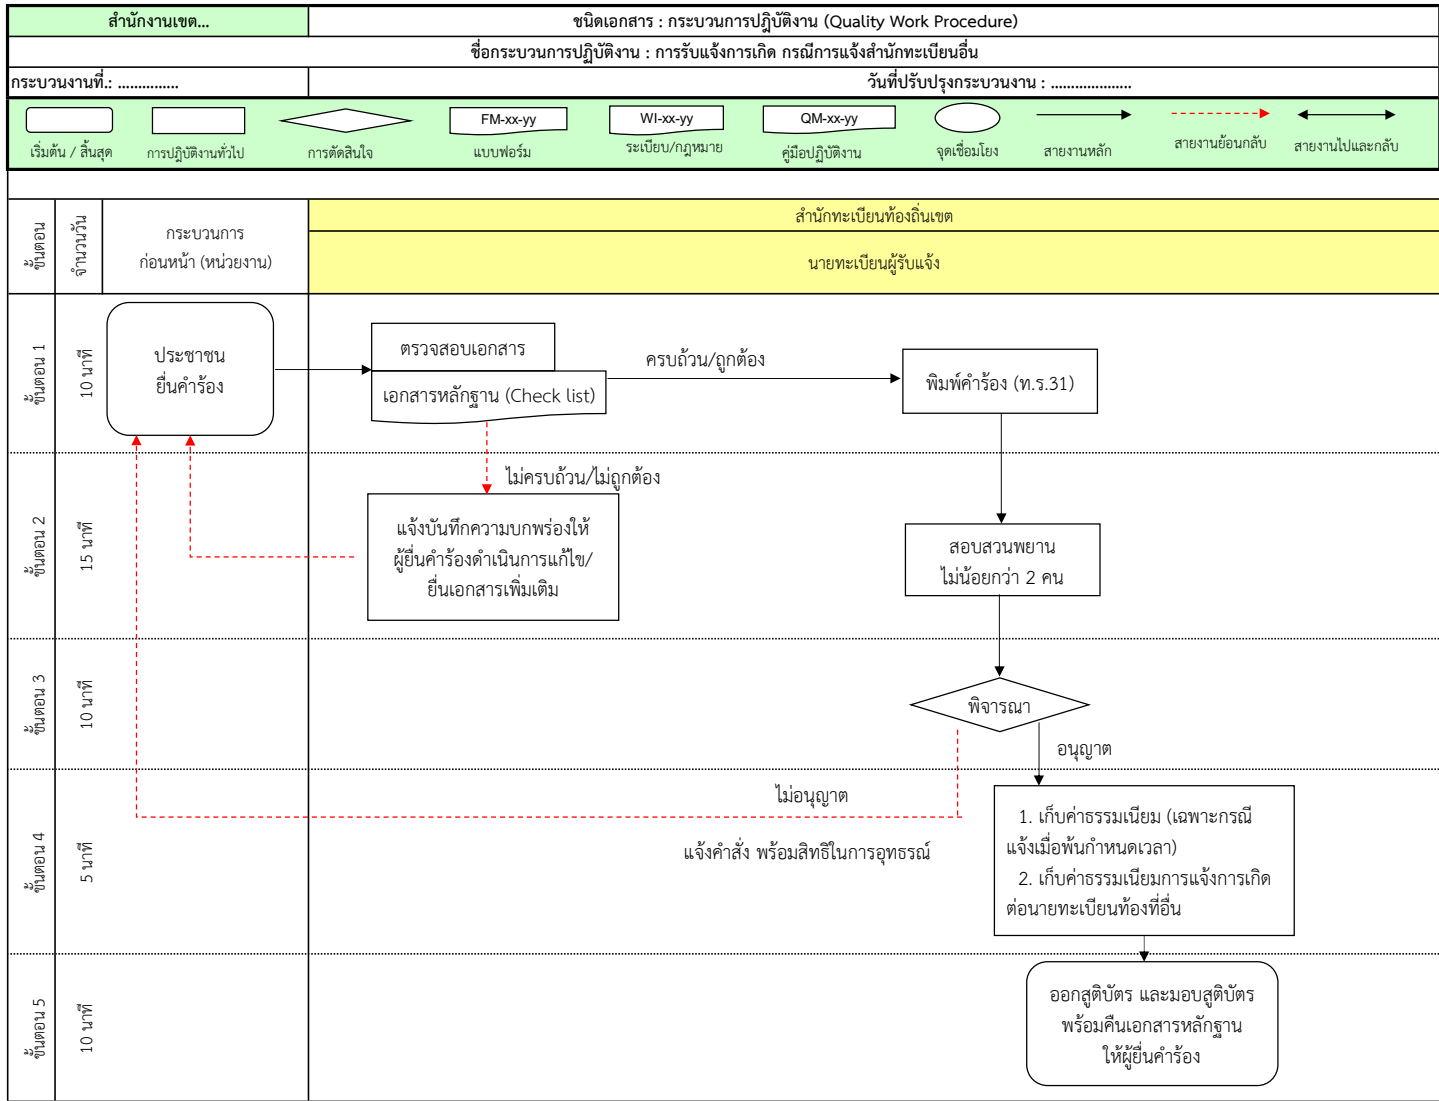 สำนักงานเขต...
ชนิดเอกสาร : กระบวนการปฏิบัติงาน (Quality Work Procedure)
ชื่อกระบวนการปฏิบัติงาน : การรับแจ้งการเกิด กรณีการแจ้งสำนักทะเบียนอื่น
กระบวนงานที่.: ...............
วันที่ปรับปรุงกระบวนงาน : ....................
FM-xx-yy
WI-xx-yy
QM-xx-yy
เริ่มต้น / สิ้นสุด
การปฏิบัติงานทั่วไป
การตัดสินใจ
แบบฟอร์ม
ระเบียบ/กฎหมาย
คู่มือปฏิบัติงาน
จุดเชื่อมโยง
สายงานหลัก
สายงานย้อนกลับ
สายงานไปและกลับ
ขั้นตอน
จำนวนวัน
กระบวนการ
ก่อนหน้า (หน่วยงาน)
สำนักทะเบียนท้องถิ่นเขต
นายทะเบียนผู้รับแจ้ง
ขั้นตอน 1
10 นาที
ประชาชน
ยื่นคำร้อง
ตรวจสอบเอกสาร
เอกสารหลักฐาน (Check list)
ครบถ้วน/ถูกต้อง
พิมพ์คำร้อง (ท.ร.31)
ขั้นตอน 2
15 นาที
ไม่ครบถ้วน/ไม่ถูกต้อง
แจ้งบันทึกความบกพร่องให้
ผู้ยื่นคำร้องดำเนินการแก้ไข/
ยื่นเอกสารเพิ่มเติม
สอบสวนพยาน
ไม่น้อยกว่า 2 คน
ขั้นตอน 3
10 นาที
พิจารณา
อนุญาต
ขั้นตอน 4
5 นาที
ไม่อนุญาต
แจ้งคำสั่ง พร้อมสิทธิในการอุทธรณ์
1. เก็บค่าธรรมเนียม (เฉพาะกรณี
แจ้งเมื่อพ้นกำหนดเวลา)
2. เก็บค่าธรรมเนียมการแจ้งการเกิด
ต่อนายทะเบียนท้องที่อื่น
ขั้นตอน 5
10 นาที
ออกสูติบัตร และมอบสูติบัตร
พร้อมคืนเอกสารหลักฐาน
ให้ผู้ยื่นคำร้อง